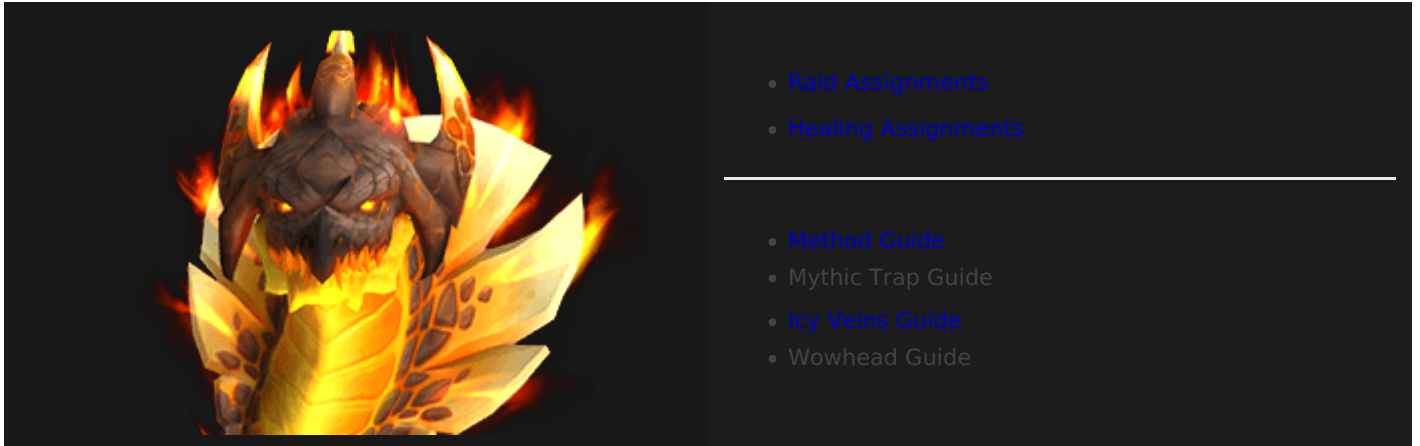 Raid Assignments
Healing Assignments
Method Guide
Mythic Trap Guide
Icy Veins Guide
Wowhead Guide